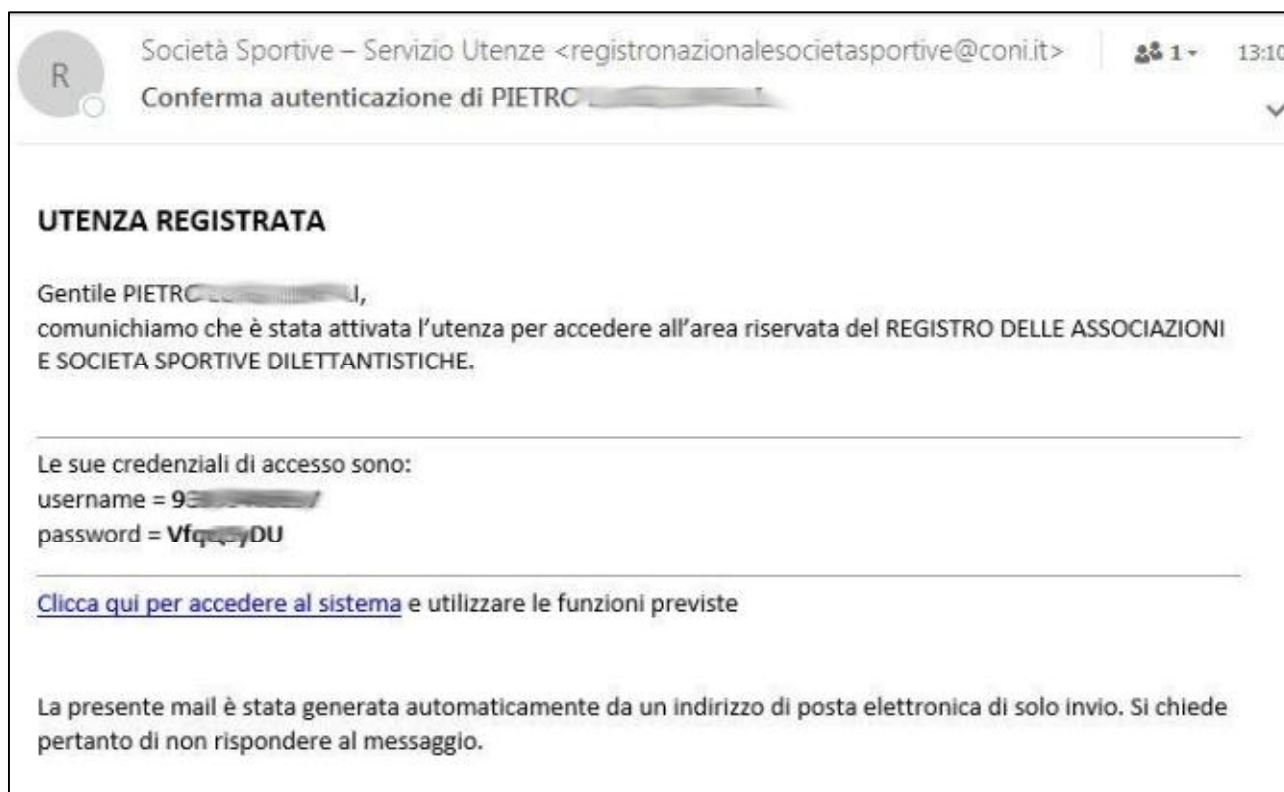 R
Società Sportive – Servizio Utenze <registronazionalesocietasportive@coni.it>
1
13:10
Conferma autenticazione di PIETRO
UTENZA REGISTRATA
Gentile PIETRO
comunichiamo che è stata attivata l'utenza per accedere all'area riservata del REGISTRO DELLE ASSOCIAZIONI
E SOCIETA SPORTIVE DILETTANTISTICHE.
Le sue credenziali di accesso sono:
username =
password =
Clicca qui per accedere al sistema e utilizzare le funzioni previste
La presente mail è stata generata automaticamente da un indirizzo di posta elettronica di solo invio. Si chiede
pertanto di non rispondere al messaggio.